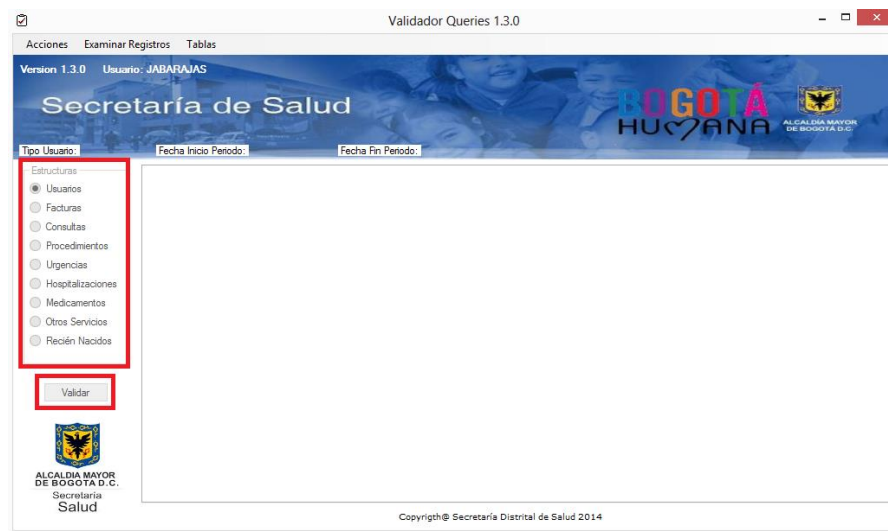 Validador Queries 1.3.0
Acciones Examinar Registros Tablas
Version 1.3.0 Usuario: JABARAJAS
Secretaría de Salud
BOGOTÁ
HUMANA
ALCALDIA MAYOR
DE BOGOTA D.C.
Tipo Usuario: Fecha Inicio Periodo: Fecha Fin Periodo:
Estructuras
Usuarios
Facturas
Consultas
Procedimientos
Urgencias
Hospitalizaciones
Medicamentos
Otros Servicios
Recién Nacidos
Validar
ALCALDIA MAYOR
DE BOGOTA D.C.
Secretaria
Salud
Copyrigth@ Secretaría Distrital de Salud 2014